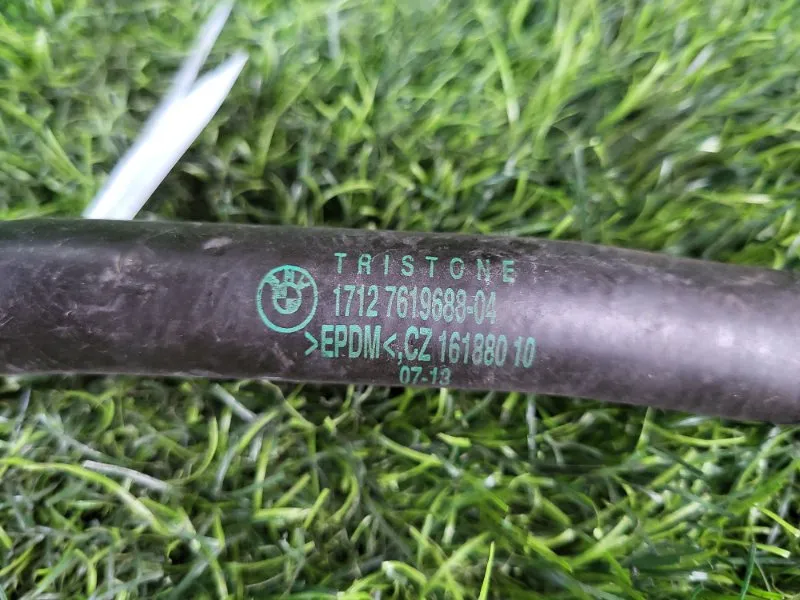 TRISTONE
1712 7619688-04
>EPDM<,CZ 161880 10
07-13